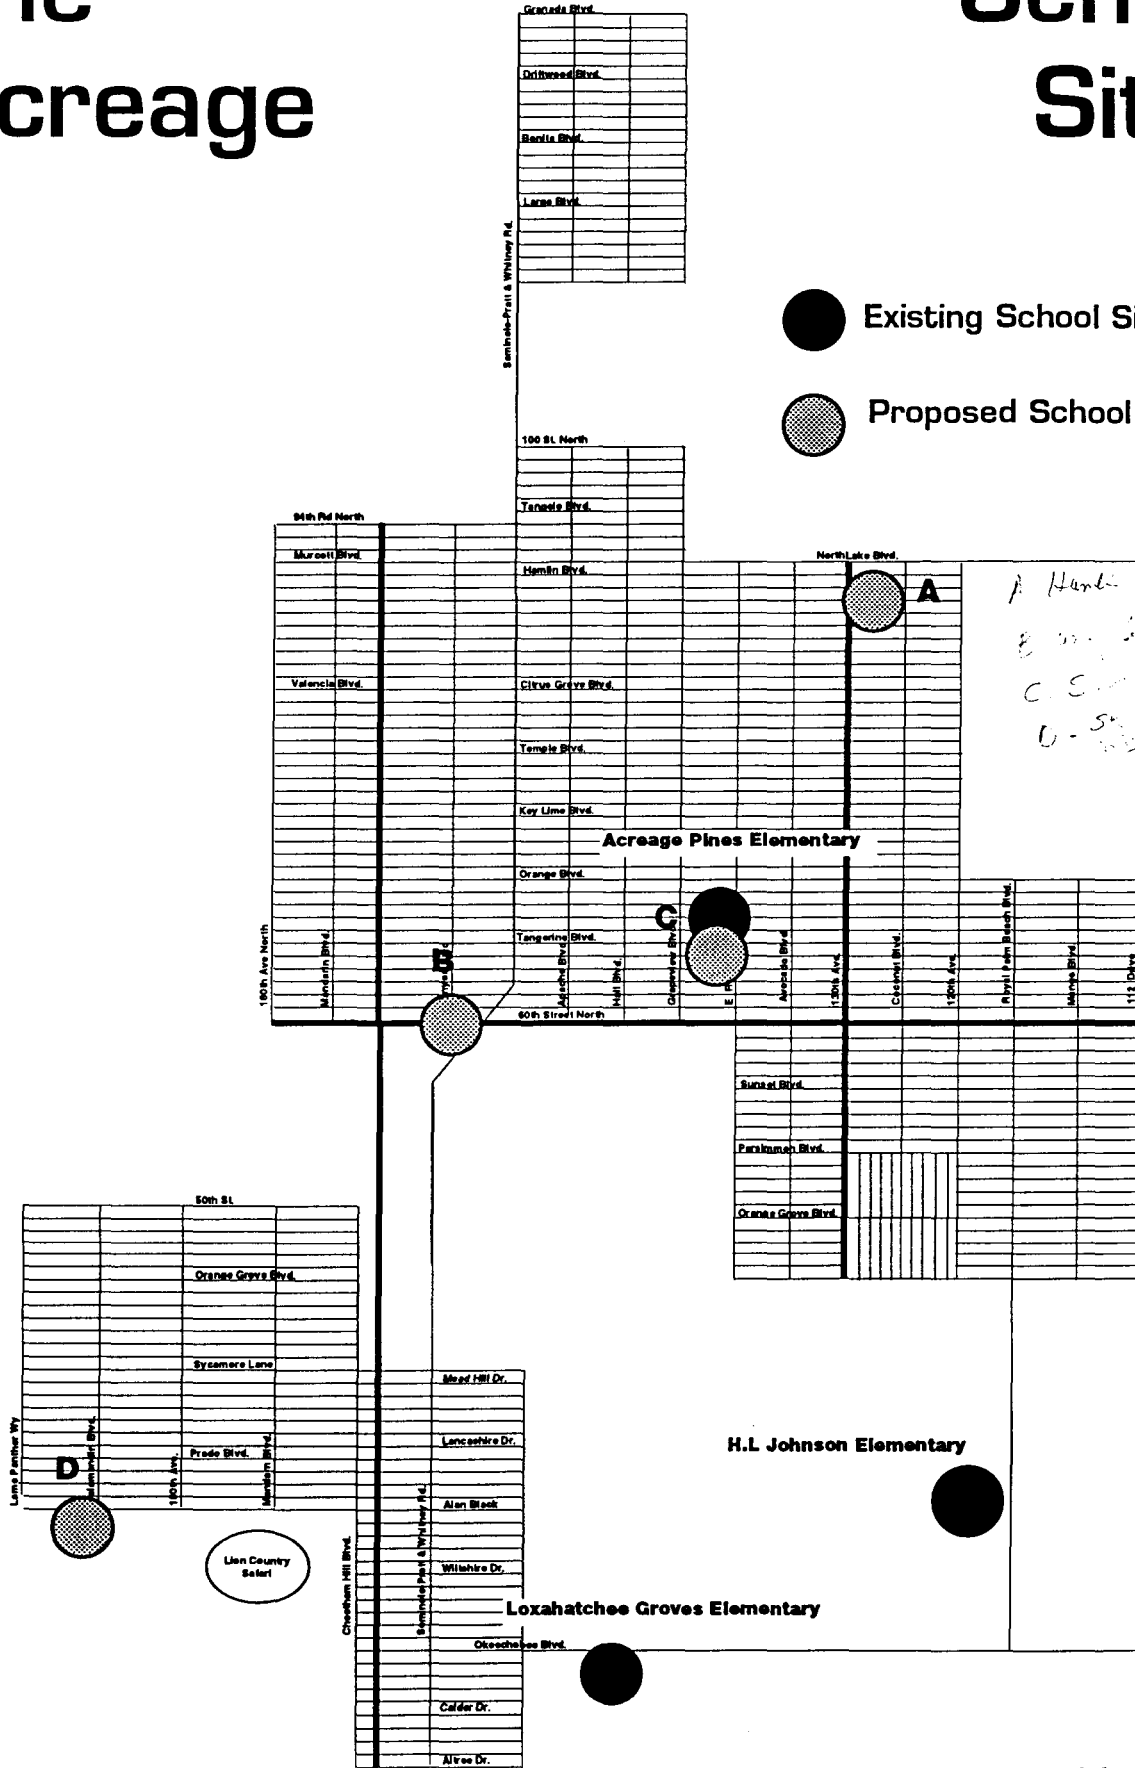 creage
Granada Blvd.
Driftwood Blvd.
Bonita Blvd.
Largo Blvd.
Seminole-Pratt & Whitney Rd.
Existing School Si
Proposed School
100 St. North
Tangelo Blvd.
94th Rd North
Murcott Blvd.
Hamlin Blvd.
NorthLake Blvd.
A
Valencia Blvd.
Citrus Grove Blvd.
Temple Blvd.
Key Lime Blvd.
Acreage Pines Elementary
Orange Blvd.
C
Tangerine Blvd.
180th Ave North
Mandarin Blvd.
Apache Blvd.
Hall Blvd.
Grapeview Blvd.
Avocado Blvd.
130th Ave.
Coconut Blvd.
120th Ave.
Royal Palm Beach Blvd.
Mango Blvd.
112 Drive
60th Street North
Sunset Blvd.
Persimmon Blvd.
Orange Grove Blvd.
50th St.
Orange Grove Blvd.
Sycamore Lane
Mead Hill Dr.
Lancashire Dr.
Prado Blvd.
D
180th Ave.
Alan Black
H.L Johnson Elementary
Lion Country
Safari
Cheetham Hill Blvd.
Seminole-Pratt & Whitney Rd.
Wiltshire Dr.
Loxahatchee Groves Elementary
Okeechobee Blvd.
Calder Dr.